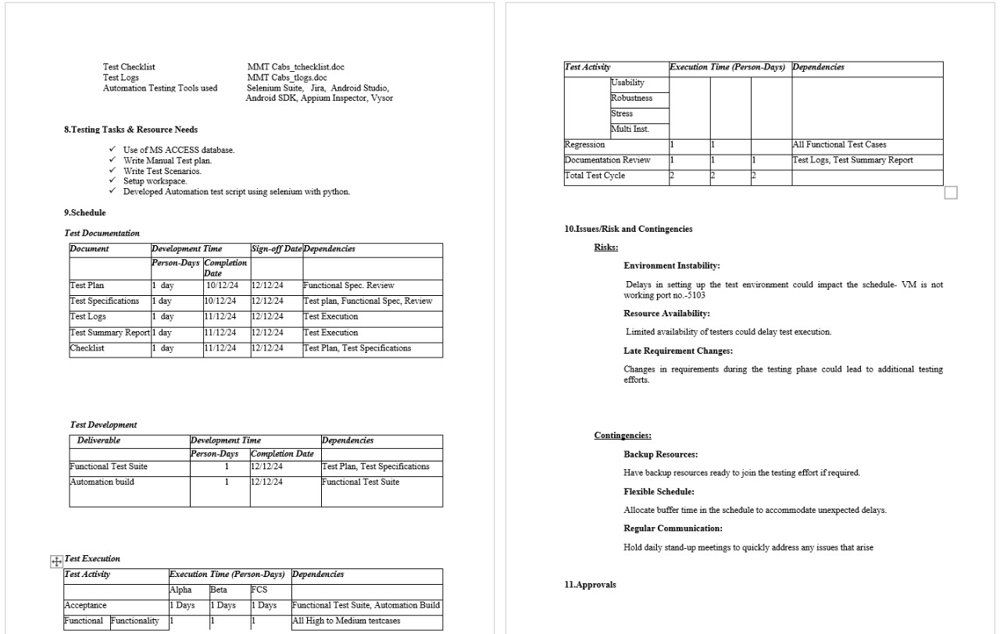 Test Checklist MMT Cabs_tchecklist.doc
Test Logs MMT Cabs_tlogs.doc
Automation Testing Tools used Selenium Suite, Jira, Android Studio,
Android SDK, Appium Inspector, Vysor
8.Testing Tasks & Resource Needs
✓ Use of MS ACCESS database.
✓ Write Manual Test plan.
✓ Write Test Scenarios.
✓ Setup workspace.
✓ Developed Automation test script using selenium with python.
9.Schedule
Test Documentation
Document Development Time Sign-off Date Dependencies
Person-Days Completion
Date
Test Plan 1 day 10/12/24 12/12/24 Functional Spec. Review
Test Specifications 1 day 10/12/24 12/12/24 Test plan, Functional Spec, Review
Test Logs 1 day 11/12/24 12/12/24 Test Execution
Test Summary Report 1 day 11/12/24 12/12/24 Test Execution
Checklist 1 day 11/12/24 12/12/24 Test Plan, Test Specifications
Test Development
Deliverable Development Time Dependencies
Person-Days Completion Date
Functional Test Suite 1 12/12/24 Test Plan, Test Specifications
Automation build 1 12/12/24 Functional Test Suite
Test Execution
Test Activity Execution Time (Person-Days) Dependencies
Alpha Beta FCS
Acceptance 1 Days 1 Days 1 Days Functional Test Suite, Automation Build
Functional Functionality 1 1 1 All High to Medium testcases
Test Activity Execution Time (Person-Days) Dependencies
Usability
Robustness
Stress
Multi Inst.
Regression 1 1 All Functional Test Cases
Documentation Review 1 1 1 Test Logs, Test Summary Report
Total Test Cycle 2 2 2
10.Issues/Risk and Contingencies
Risks:
Environment Instability:
Delays in setting up the test environment could impact the schedule- VM is not
working port no.-5103
Resource Availability:
Limited availability of testers could delay test execution.
Late Requirement Changes:
Changes in requirements during the testing phase could lead to additional testing
efforts.
Contingencies:
Backup Resources:
Have backup resources ready to join the testing effort if required.
Flexible Schedule:
Allocate buffer time in the schedule to accommodate unexpected delays.
Regular Communication:
Hold daily stand-up meetings to quickly address any issues that arise
11.Approvals